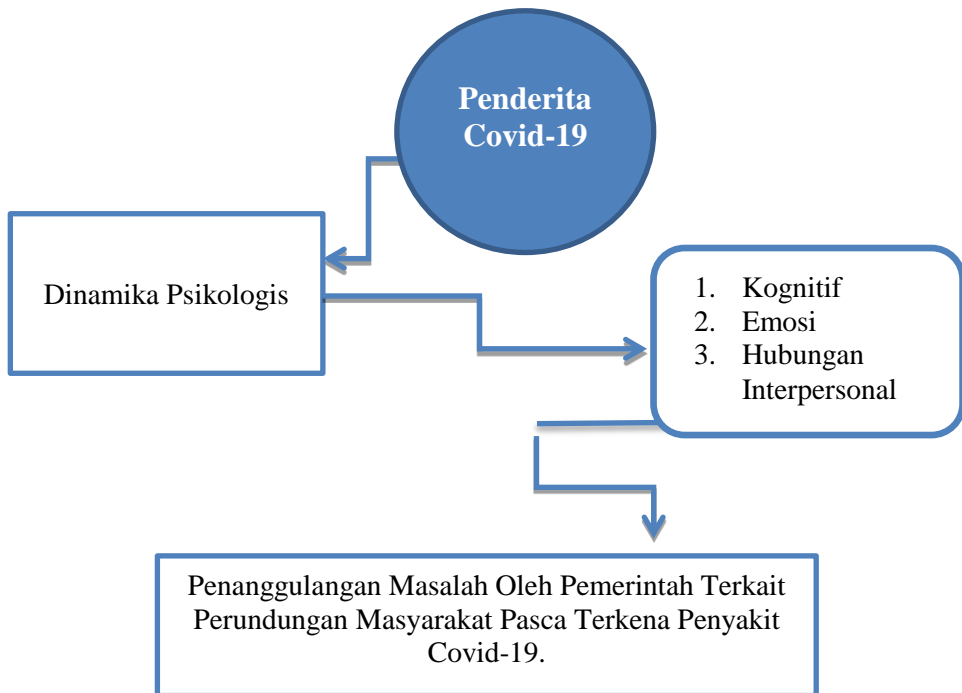 Penderita
Covid-19
Dinamika Psikologis
1. Kognitif
2. Emosi
3. Hubungan
Interpersonal
Penanggulangan Masalah Oleh Pemerintah Terkait
Perundungan Masyarakat Pasca Terkena Penyakit
Covid-19.